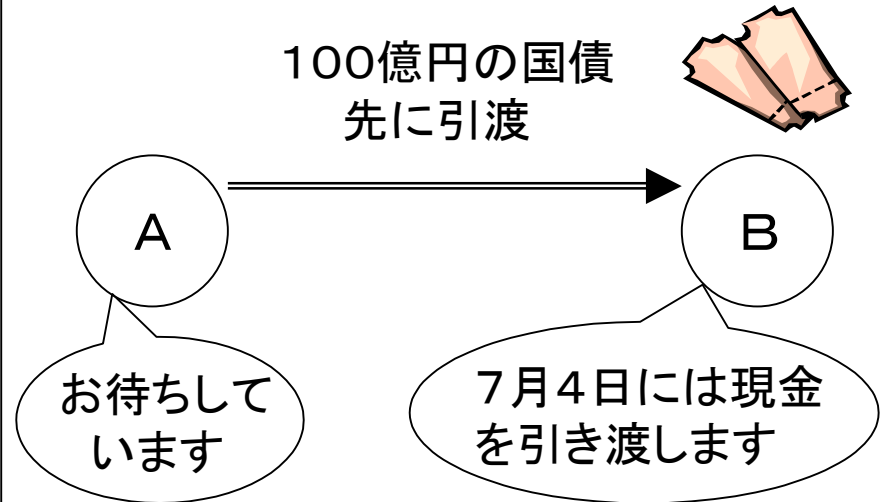 １００億円の国債
先に引渡
A
B
お待ちして
います
７月４日には現金
を引き渡します